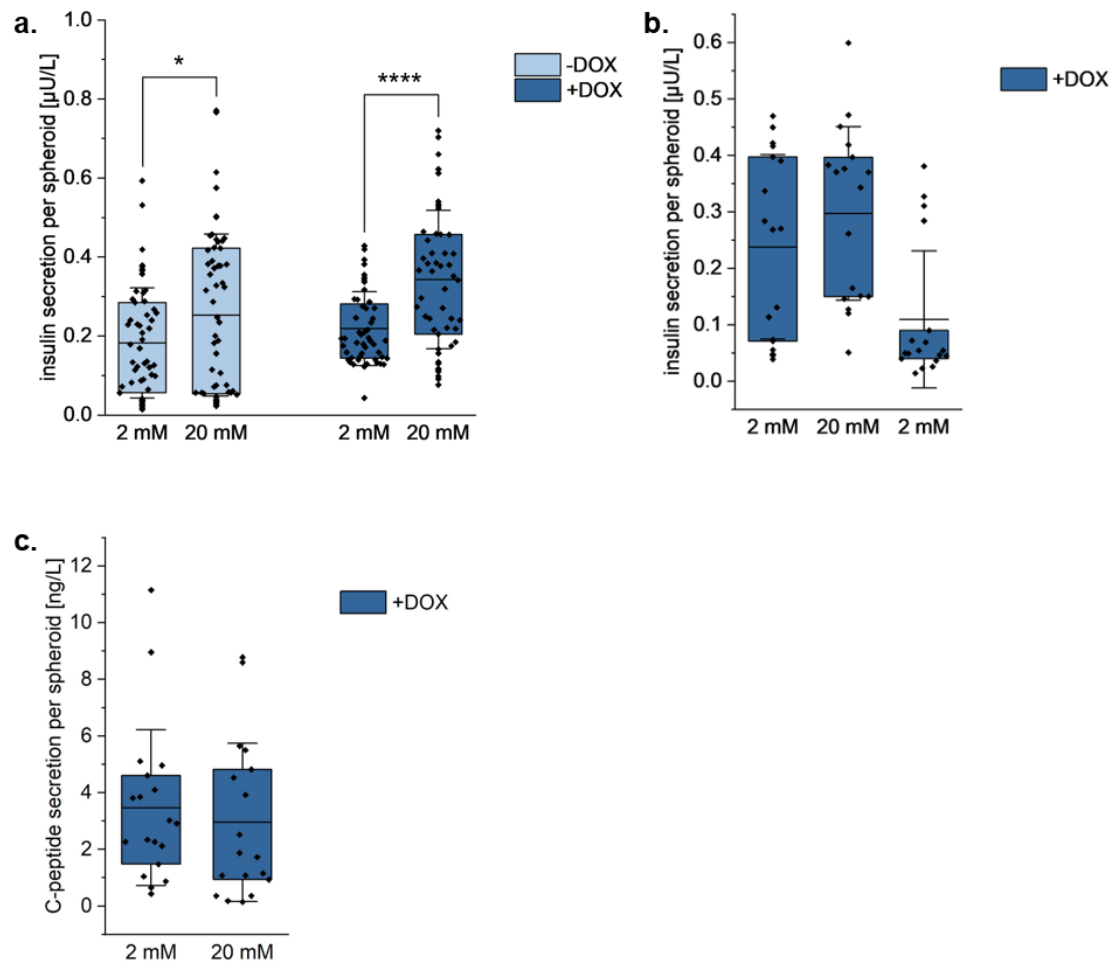 a.
insulin secretion per spheroid [µU/L]
1.0
0.8
0.6
0.4
0.2
0.0
*
****
-DOX
+DOX
2 mM 20 mM 2 mM 20 mM
b.
insulin secretion per spheroid [µU/L]
0.6
0.5
0.4
0.3
0.2
0.1
0.0
+DOX
2 mM 20 mM 2 mM
c.
C-peptide secretion per spheroid [ng/L]
12
10
8
6
4
2
0
+DOX
2 mM 20 mM